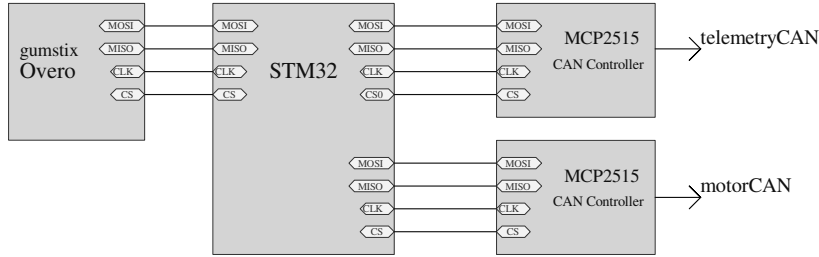 gumstix
Overo
MOSI
MISO
CLK
CS
MOSI
MISO
CLK
CS
STM32
MOSI
MISO
CLK
CS0
MOSI
MISO
CLK
CS
MCP2515
CAN Controller
telemetryCAN
MOSI
MISO
CLK
CS
MOSI
MISO
CLK
CS
MCP2515
CAN Controller
motorCAN